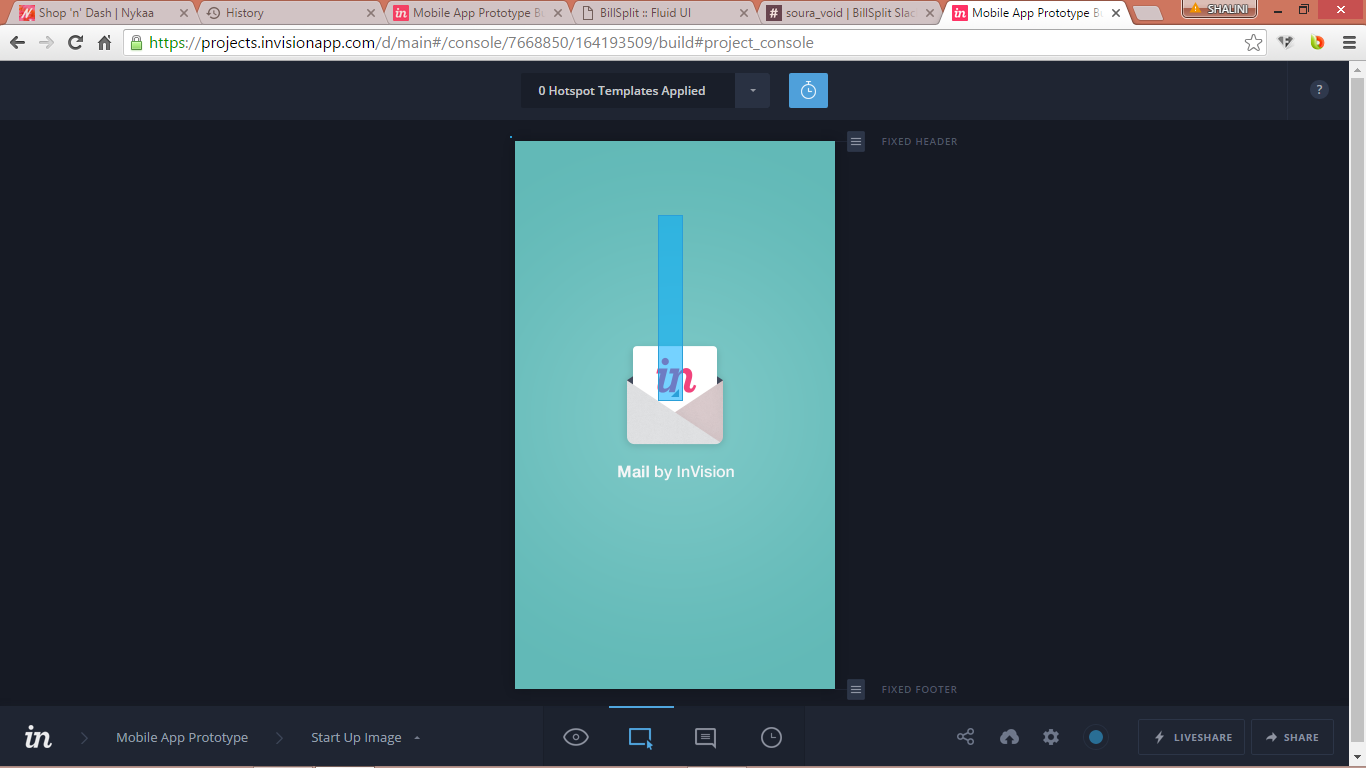 Shop 'n' Dash | Nykaa
History
Mobile App Prototype Bu
BillSplit :: Fluid UI
soura_void | BillSplit Slac
Mobile App Prototype Bu
SHALINI
https://projects.invisionapp.com/d/main#/console/7668850/164193509/build#project_console
0 Hotspot Templates Applied
?
FIXED HEADER
in
Mail by InVision
FIXED FOOTER
in
Mobile App Prototype
Start Up Image
LIVESHARE
SHARE